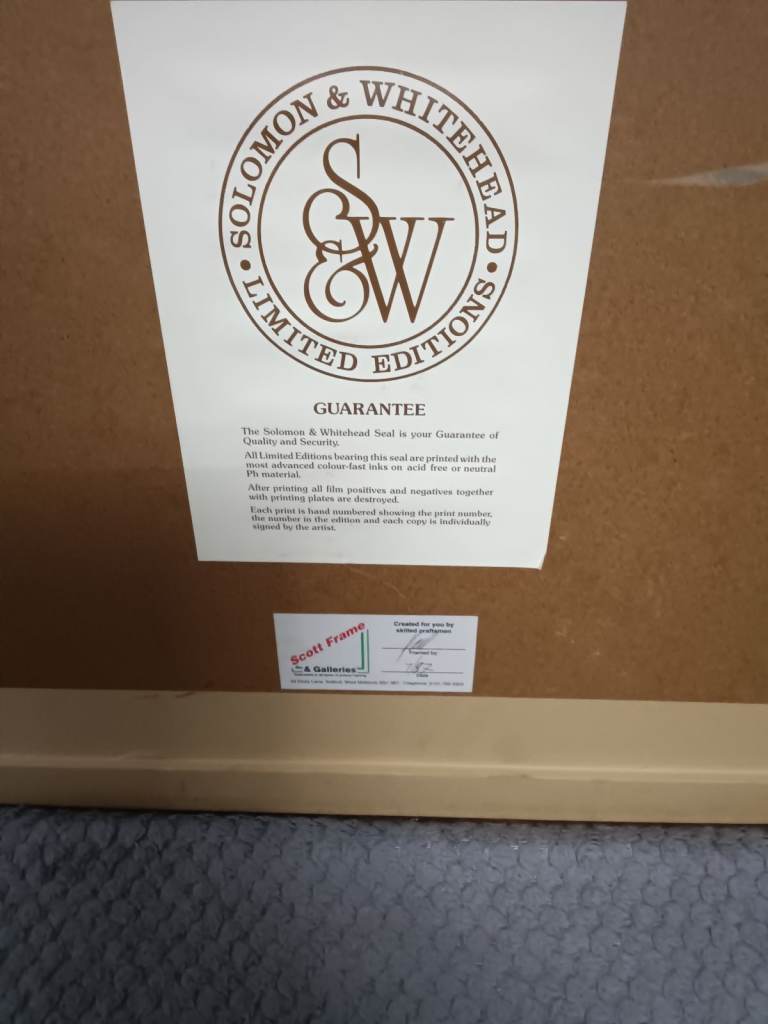 SOLOMON & WHITEHEAD
S&W
• LIMITED EDITIONS •
GUARANTEE
The Solomon & Whitehead Seal is your Guarantee of
Quality and Security.
All Limited Editions bearing this seal are printed with the
most advanced colour-fast inks on acid free or neutral
Ph material.
After printing all film positives and negatives together
with printing plates are destroyed.
Each print is hand numbered showing the print number,
the number in the edition and each copy is individually
signed by the artist.
Scott Frame
& Galleries
Created for you by
skilled craftsmen
Framed by
Date